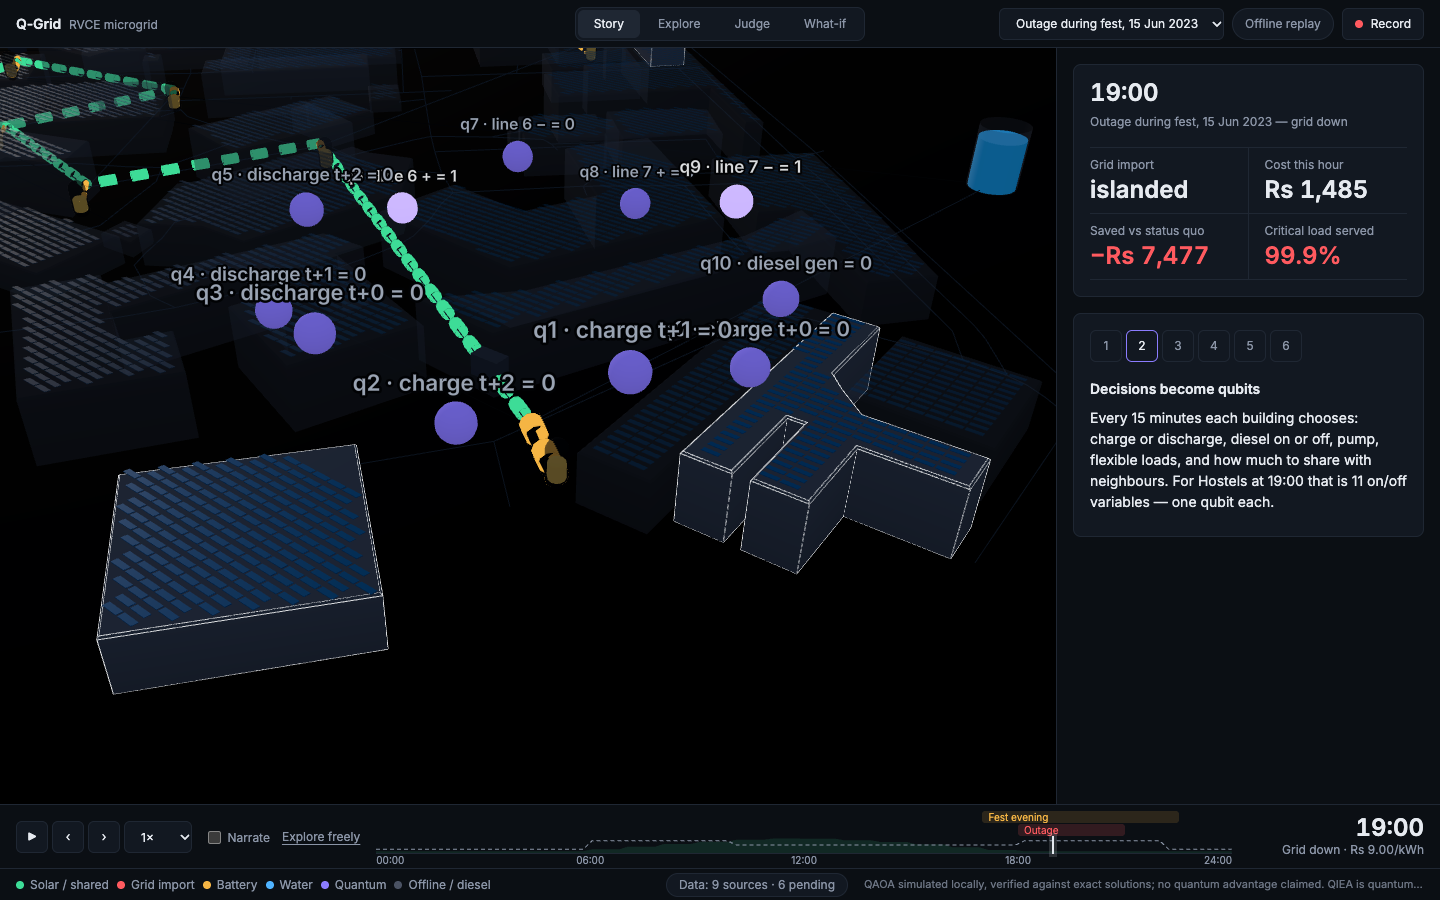 Q-Grid RVCE microgrid
Story Explore Judge What-if
Outage during fest, 15 Jun 2023 Offline replay Record
q7 · line 6 − = 0
q5 · discharge t+2 = 0
6 + = 1
q8 · line 7 + =
q9 · line 7 − = 1
q10 · diesel gen = 0
q4 · discharge t+1 = 0
q3 · discharge t+0 = 0
q1 · charge t+1 = 0
t+0 = 0
q2 · charge t+2 = 0
19:00
Outage during fest, 15 Jun 2023 — grid down
Grid import Cost this hour
islanded Rs 1,485
Saved vs status quo Critical load served
−Rs 7,477 99.9%
1 2 3 4 5 6
Decisions become qubits
Every 15 minutes each building chooses:
charge or discharge, diesel on or off, pump,
flexible loads, and how much to share with
neighbours. For Hostels at 19:00 that is 11 on/off
variables — one qubit each.
1× Narrate Explore freely
Fest evening
Outage
00:00 06:00 12:00 18:00 24:00
19:00
Grid down · Rs 9.00/kWh
Solar / shared Grid import Battery Water Quantum Offline / diesel
Data: 9 sources · 6 pending
QAOA simulated locally, verified against exact solutions; no quantum advantage claimed. QIEA is quantum...